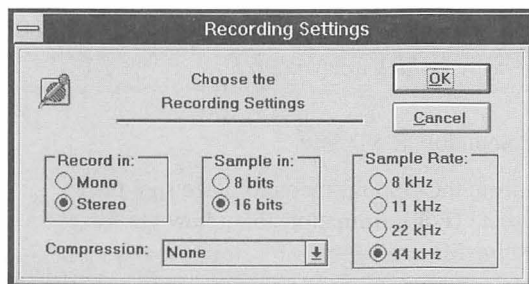 Recording Settings
Choose the
Recording Settings
OK
Cancel
Record in:
Mono
Stereo
Sample in:
8 bits
16 bits
Sample Rate:
8 kHz
11 kHz
22 kHz
44 kHz
Compression: None